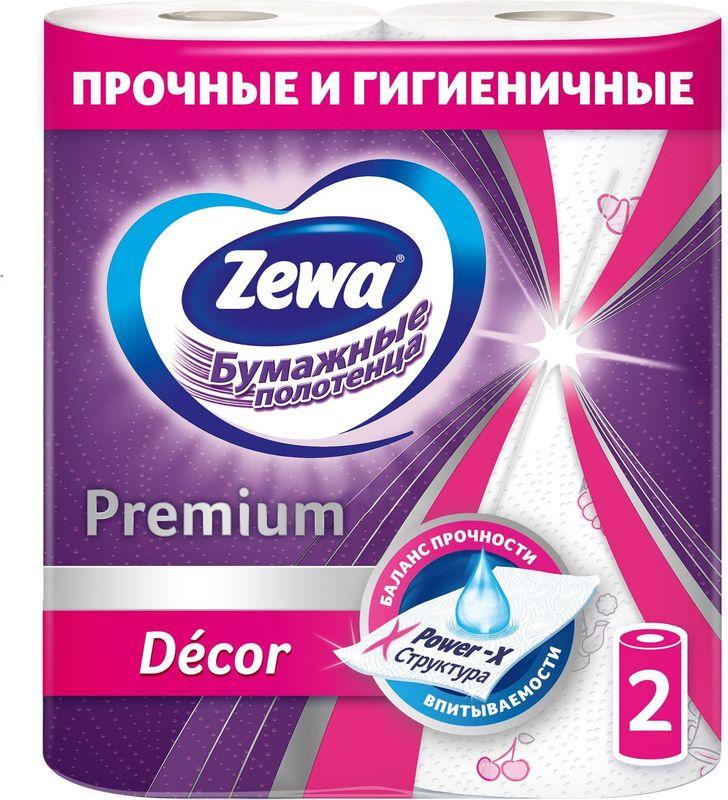 ПРОЧНЫЕ И ГИГИЕНИЧНЫЕ
Zewa®
Бумажные
полотенца
Premium
Décor
БАЛАНС ПРОЧНОСТИ
Power-X
Структура
ВПИТЫВАЕМОСТИ
2